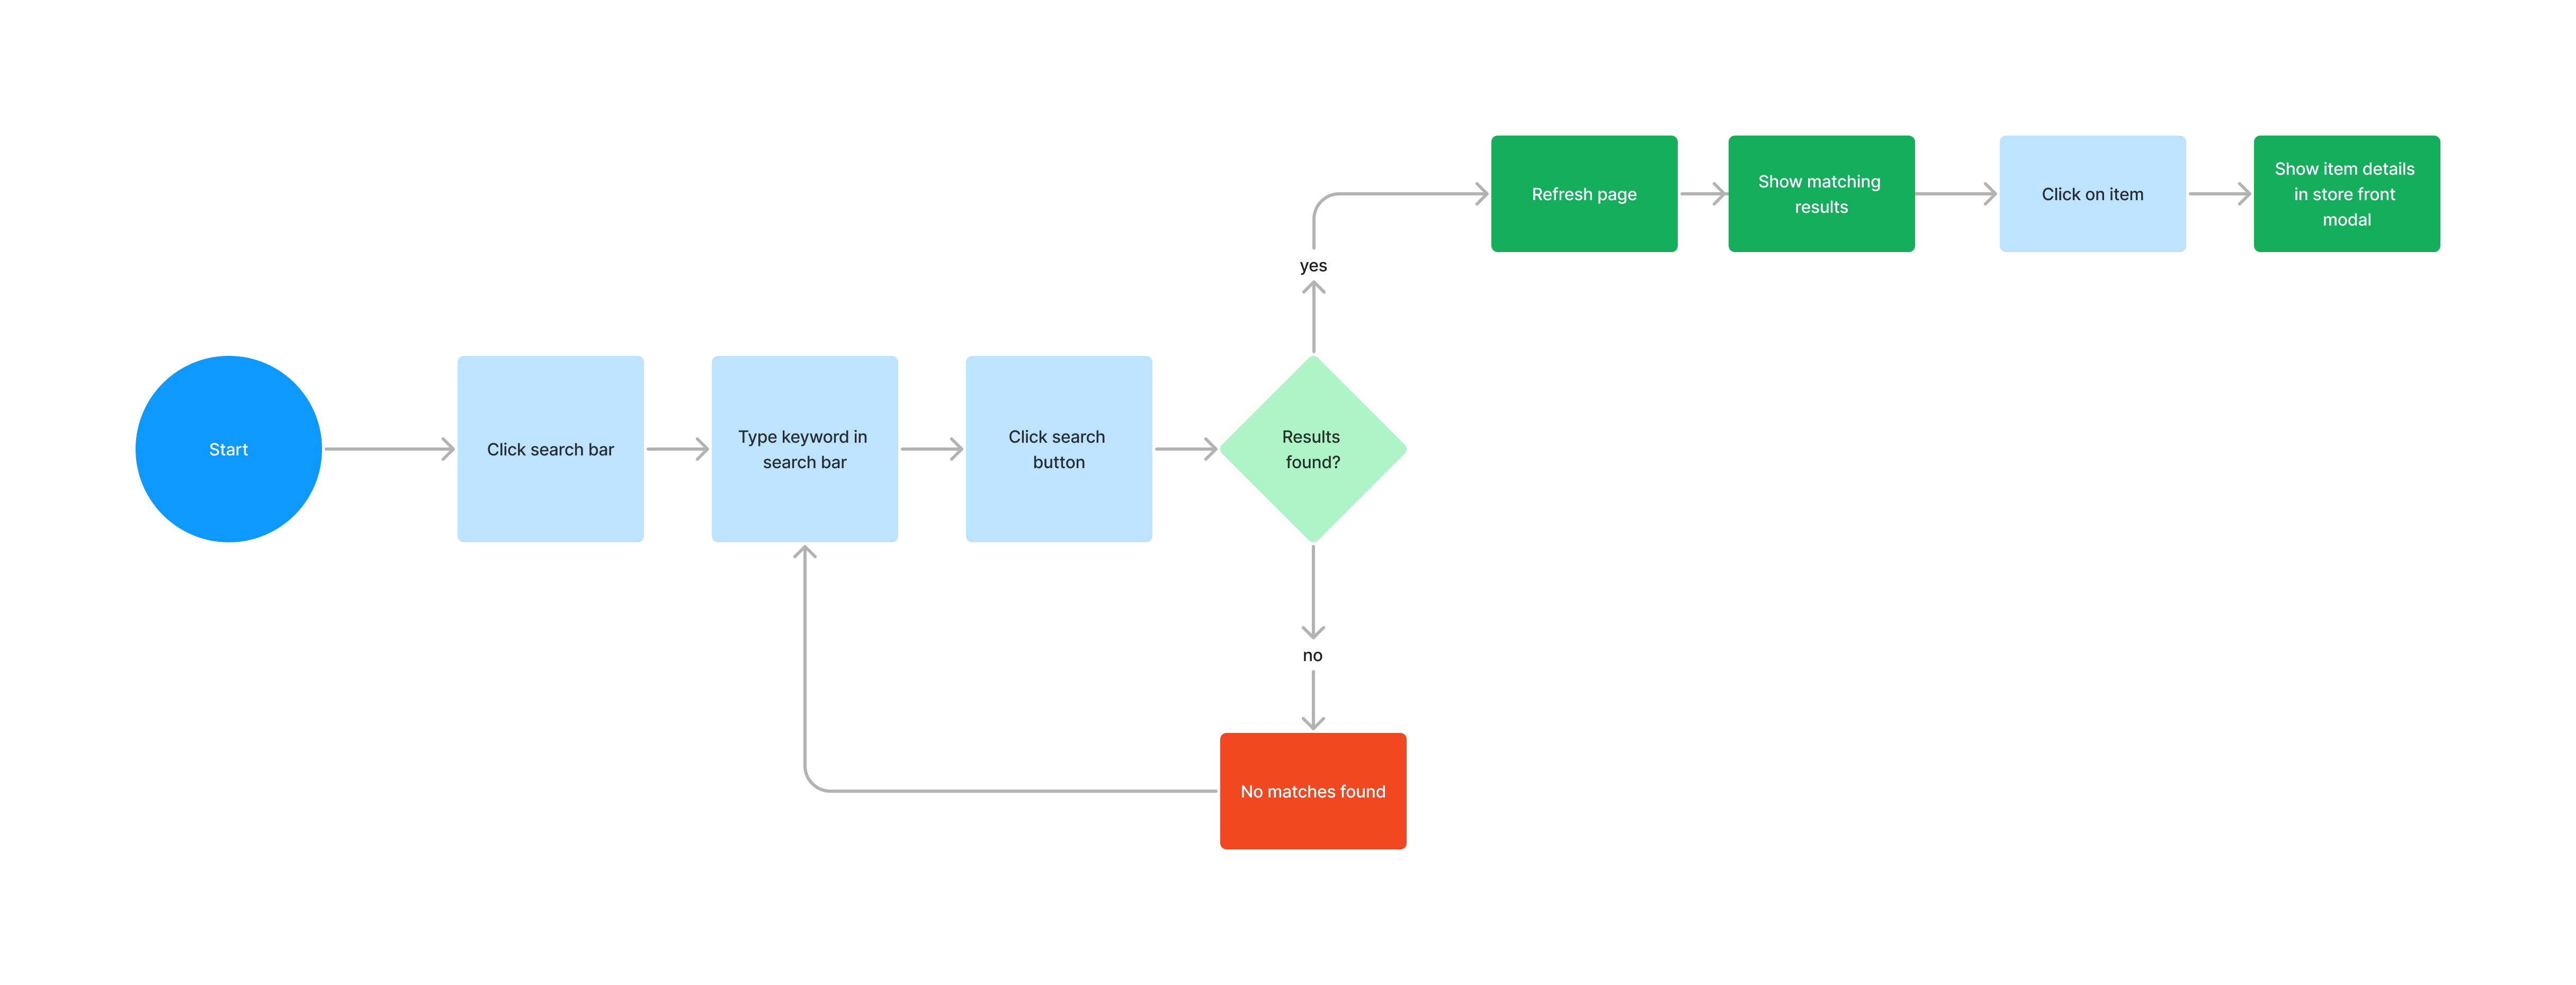 Start
Click search bar
Type keyword in
search bar
Click search
button
Results
found?
yes
Refresh page
Show matching
results
Click on item
Show item details
in store front
modal
no
No matches found